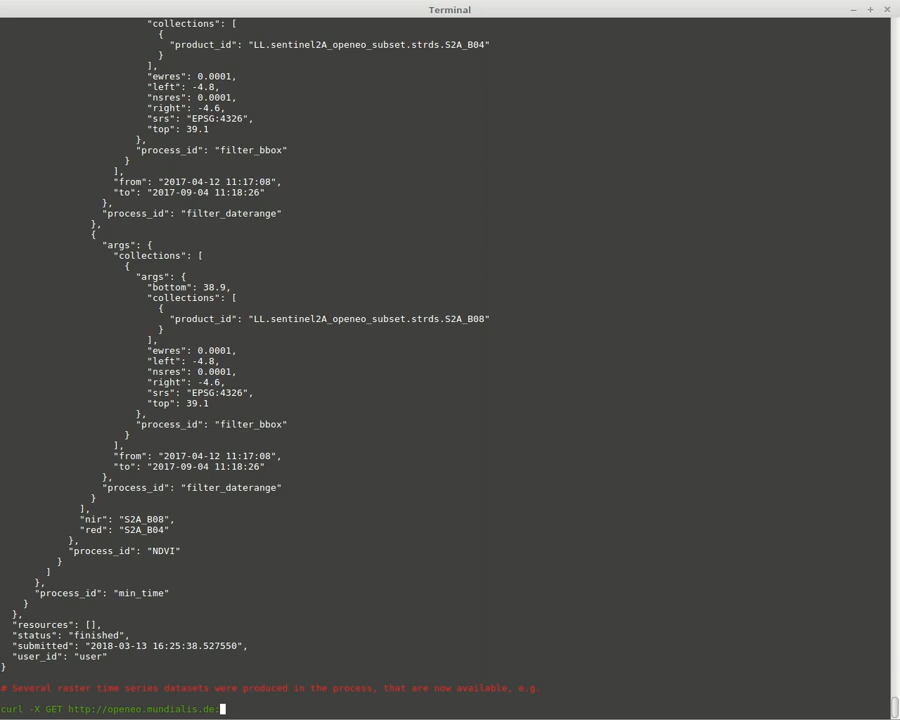 Terminal
"collections": [
{
"product_id": "LL.sentinel2A_openeo_subset.strds.S2A_B04"
}
],
"ewres": 0.0001,
"left": -4.8,
"nsres": 0.0001,
"right": -4.6,
"srs": "EPSG:4326",
"top": 39.1
},
"process_id": "filter_bbox"
}
],
"from": "2017-04-12 11:17:08",
"to": "2017-09-04 11:18:26"
},
"process_id": "filter_daterange"
},
{
"args": {
"collections": [
{
"args": {
"bottom": 38.9,
"collections": [
{
"product_id": "LL.sentinel2A_openeo_subset.strds.S2A_B08"
}
],
"ewres": 0.0001,
"left": -4.8,
"nsres": 0.0001,
"right": -4.6,
"srs": "EPSG:4326",
"top": 39.1
},
"process_id": "filter_bbox"
}
],
"from": "2017-04-12 11:17:08",
"to": "2017-09-04 11:18:26"
},
"process_id": "filter_daterange"
}
],
"nir": "S2A_B08",
"red": "S2A_B04"
},
"process_id": "NDVI"
}
]
},
"process_id": "min_time"
}
},
"resources": [],
"status": "finished",
"submitted": "2018-03-13 16:25:38.527550",
"user_id": "user"
}
# Several raster time series datasets were produced in the process, that are now available, e.g.
curl -X GET http://openeo.mundialis.de: